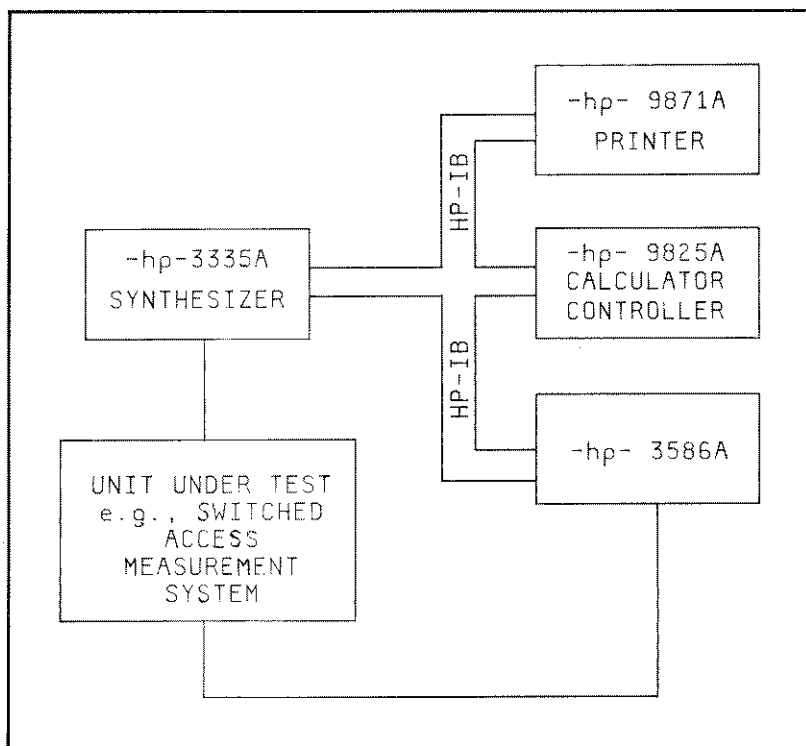 -hp- 9871A
PRINTER
HP-IB
-hp-3335A
SYNTHESIZER
-hp- 9825A
CALCULATOR
CONTROLLER
HP-IB
-hp- 3586A
UNIT UNDER TEST
e.g., SWITCHED
ACCESS
MEASUREMENT
SYSTEM